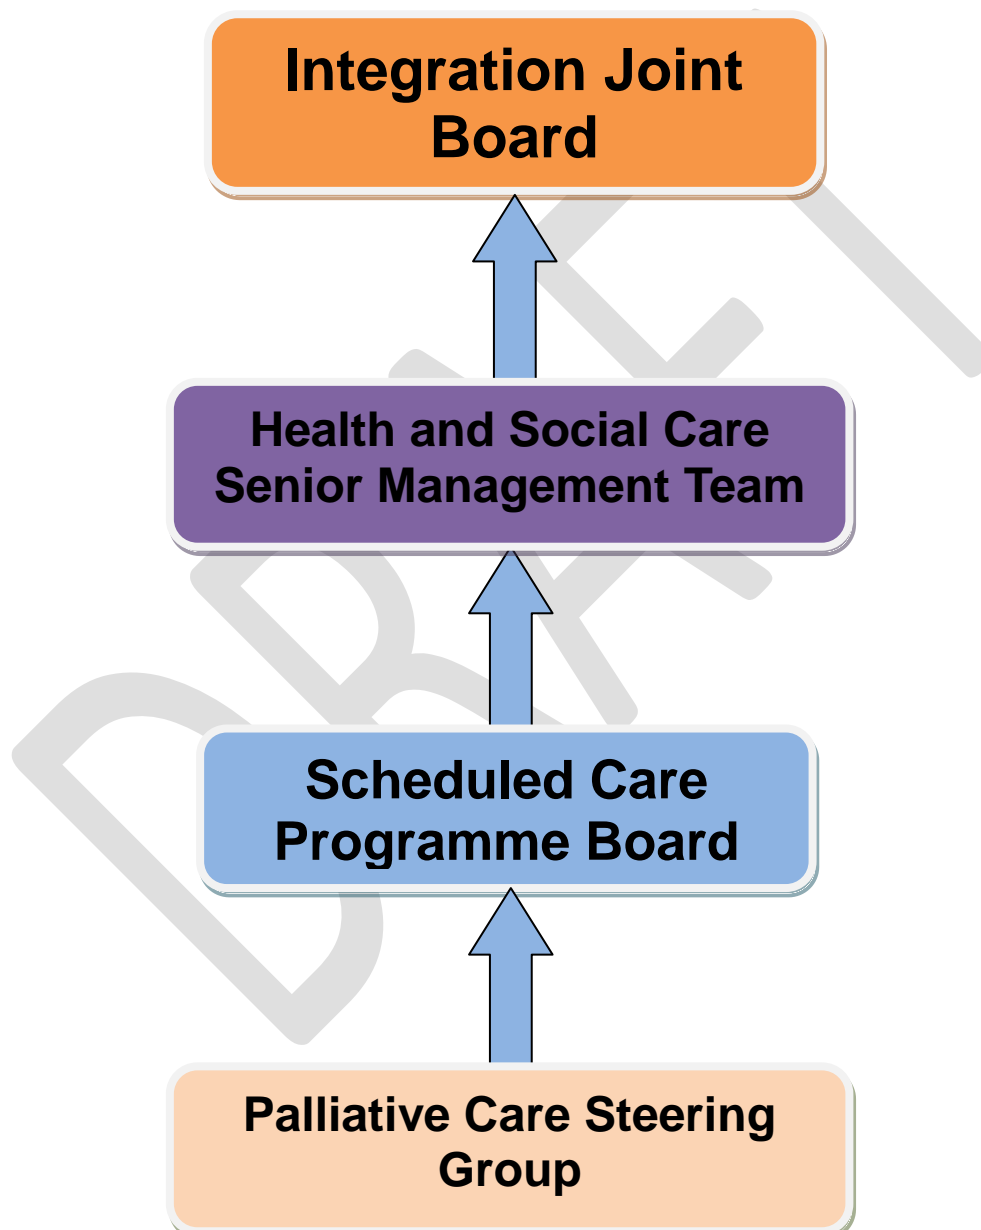 Integration Joint
Board
Health and Social Care
Senior Management Team
Scheduled Care
Programme Board
Palliative Care Steering
Group
DRAFT